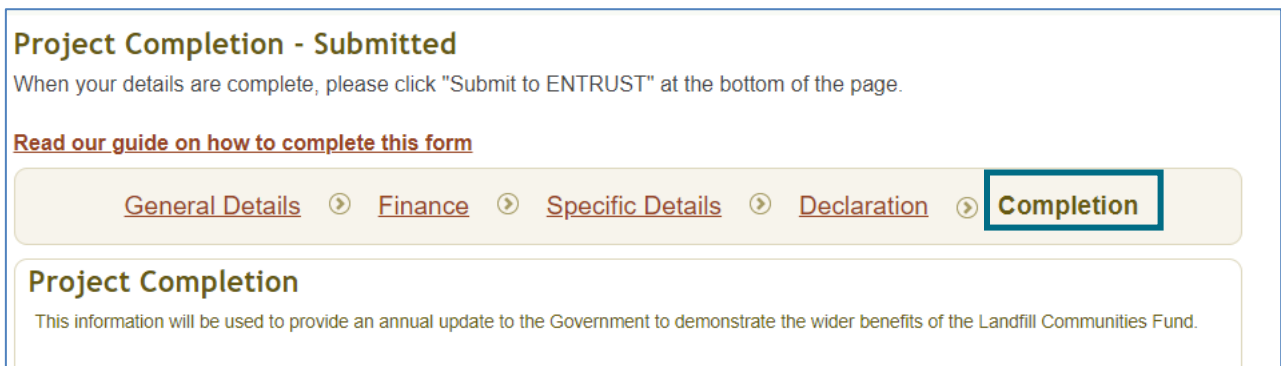 Project Completion - Submitted
When your details are complete, please click "Submit to ENTRUST" at the bottom of the page.
Read our guide on how to complete this form
General Details Finance Specific Details Declaration Completion
Project Completion
This information will be used to provide an annual update to the Government to demonstrate the wider benefits of the Landfill Communities Fund.